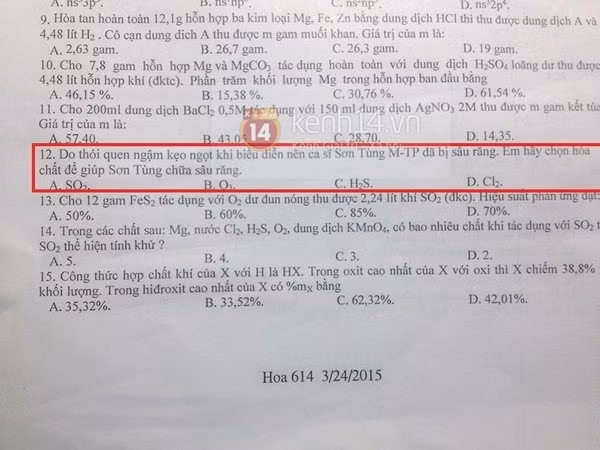 A. ns²3p³.
D. ns²2p⁴.
9. Hòa tan hoàn toàn 12,1g hỗn hợp ba kim loại Mg, Fe, Zn bằng dung dịch HCl thì thu được dung dịch A và
4,48 lít H₂ . Cô cạn dung dich A thu được m gam muối khan. Giá trị của m là:
A. 2,63 gam. B. 26,7 gam. C. 26,3 gam. D. 19 gam.
10. Cho 7,8 gam hỗn hợp Mg và MgCO₃ tác dụng hoàn toàn với dung dịch H₂SO₄ loãng dư thu được
4,48 lít hỗn hợp khí (đktc). Phần trăm khối lượng Mg trong hỗn hợp ban đầu bằng
A. 46,15 %. B. 15,38 %. C. 30,76 %. D. 61,54 %.
11. Cho 200ml dung dịch BaCl₂ 0,5M tác dụng với 150 ml dung dịch AgNO₃ 2M thu được m gam kết tủa
Giá trị của m là:
A. 57,40. B. 43,05. C. 28,70. D. 14,35.
14 kenh14.vn
12. Do thói quen ngậm kẹo ngọt khi biểu diễn nên ca sĩ Sơn Tùng M-TP đã bị sâu răng. Em hãy chọn hóa
chất để giúp Sơn Tùng chữa sâu răng.
A. SO₂. B. O₃. C. H₂S. D. Cl₂.
13. Cho 12 gam FeS₂ tác dụng với O₂ dư đun nóng thu được 2,24 lít khí SO₂ (đkc). Hiệu suất phản ứng đạt:
A. 50%. B. 60%. C. 85%. D. 70%.
14. Trong các chất sau: Mg, nước Cl₂, H₂S, O₂, dung dịch KMnO₄, có bao nhiêu chất khi tác dụng với SO₂ t
SO₂ thể hiện tính khử ?
A. 5. B. 4. C. 3. D. 2.
15. Công thức hợp chất khí của X với H là HX. Trong oxit cao nhất của X với oxi thì X chiếm 38,8%
khối lượng. Trong hiđroxit cao nhất của X có %mₓ bằng
A. 35,32%. B. 33,52%. C. 62,32%. D. 42,01%.
Hoa 614 3/24/2015